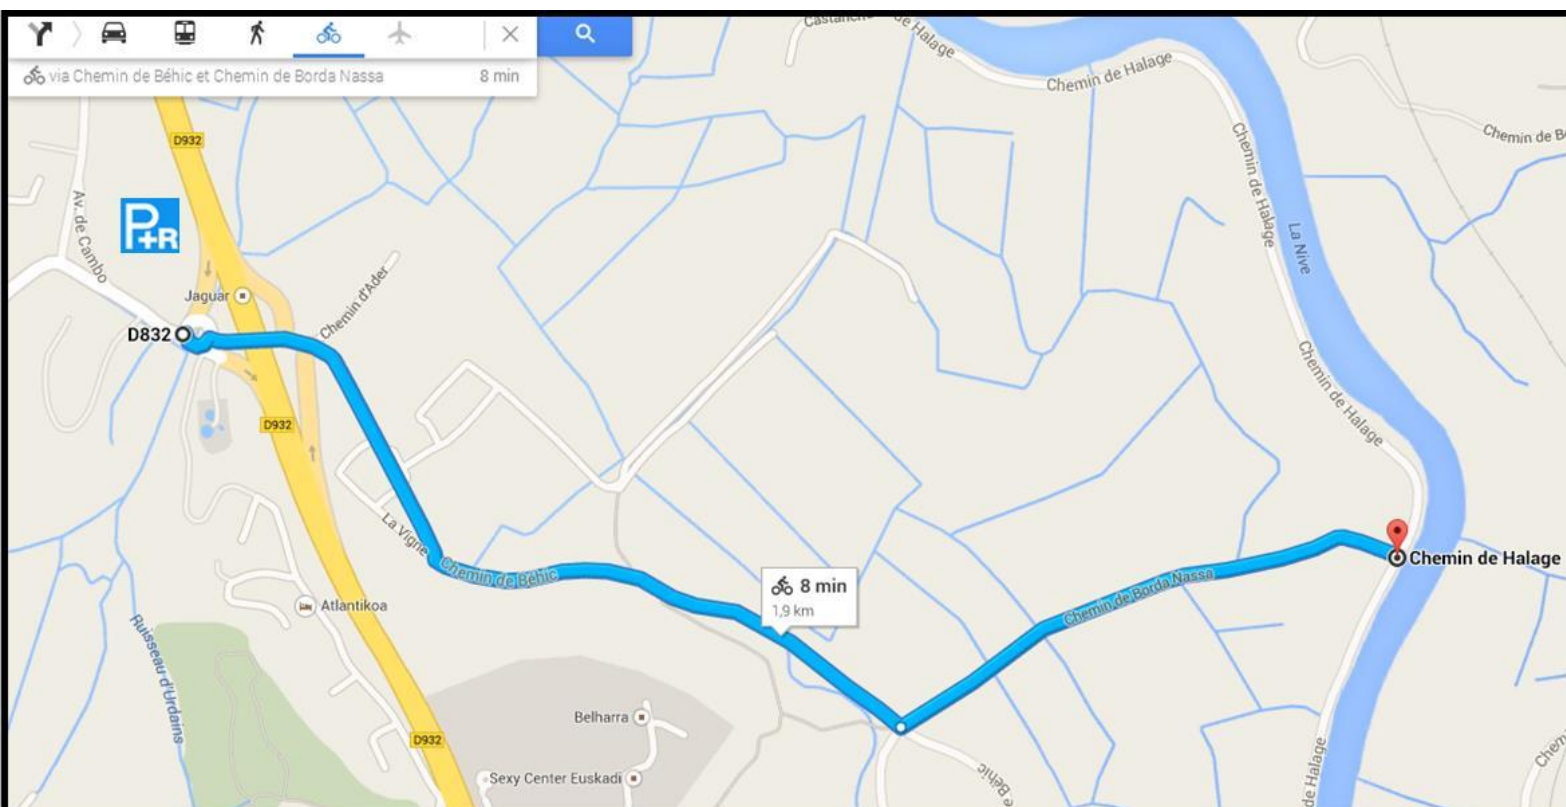 via Chemin de Béhic et Chemin de Borda Nassa 8 min
de Halage
Chemin de Halage
Chemin de Halage
Chemin de Halage
La Nive
D932
P+R
Av. de Cambo
Jaguar
Chemin d'Ader
D832
Chemin de Halage
D932
La Vigne
Chemin de Béhic
8 min
1,9 km
Chemin de Borda Nassa
Chemin de Halage
Atlantikoa
Ruisseau d'Urdains
Belharra
D932
Sexy Center Euskadi
Béhic
de Halage